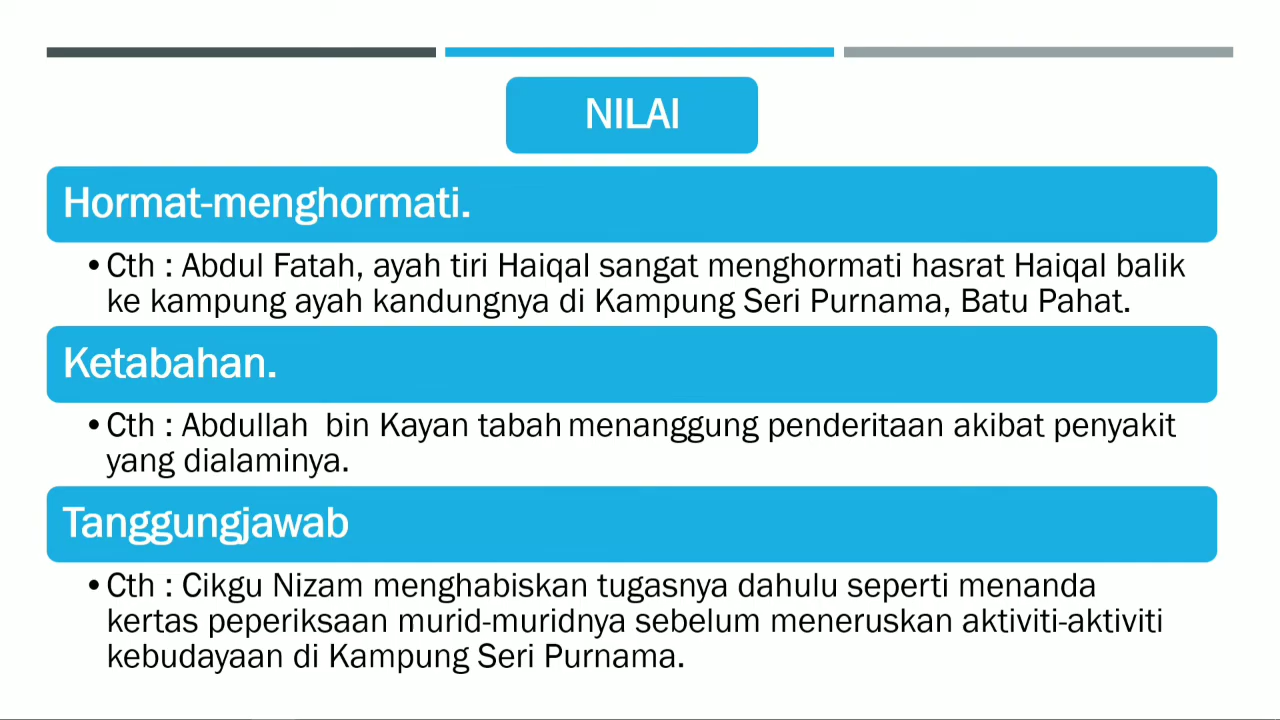 NILAI
Hormat-menghormati.
•Cth : Abdul Fatah, ayah tiri Haiqal sangat menghormati hasrat Haiqal balik
ke kampung ayah kandungnya di Kampung Seri Purnama, Batu Pahat.
Ketabahan.
•Cth : Abdullah bin Kayan tabah menanggung penderitaan akibat penyakit
yang dialaminya.
Tanggungjawab
•Cth : Cikgu Nizam menghabiskan tugasnya dahulu seperti menanda
kertas peperiksaan murid-muridnya sebelum meneruskan aktiviti-aktiviti
kebudayaan di Kampung Seri Purnama.